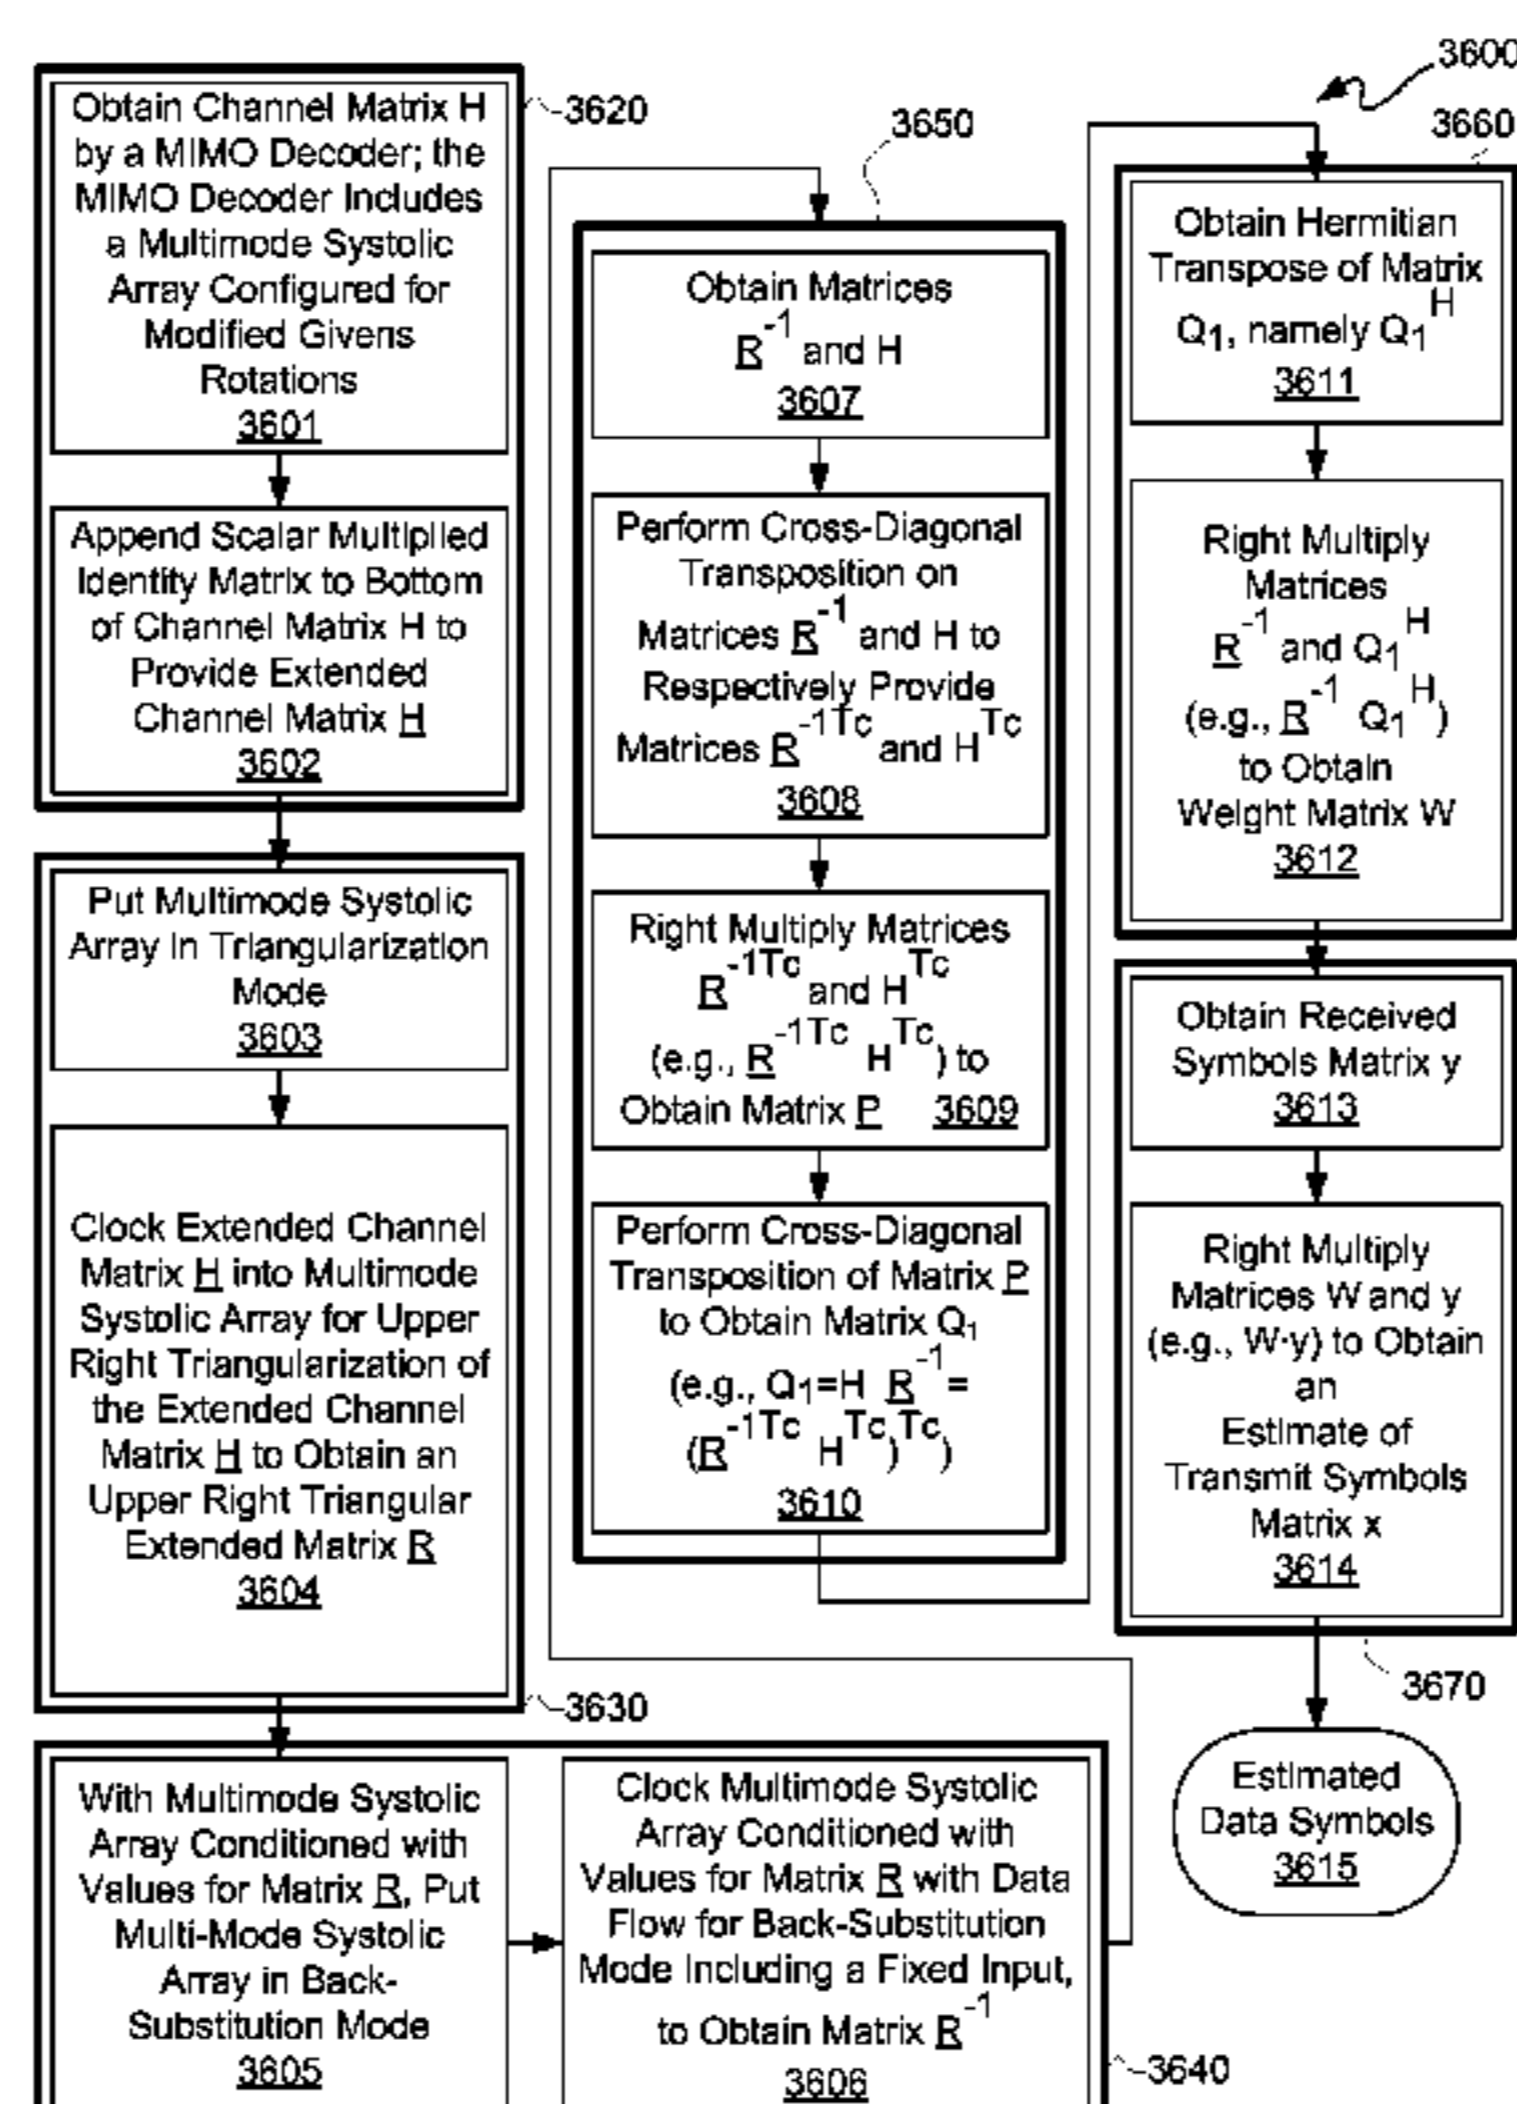 3600
3620
Obtain Channel Matrix H
by a MIMO Decoder; the
MIMO Decoder Includes
a Multimode Systolic
Array Configured for
Modified Givens
Rotations
3601
Append Scalar Multiplied
Identity Matrix to Bottom
of Channel Matrix H to
Provide Extended
Channel Matrix H
3602
Put Multimode Systolic
Array in Triangularization
Mode
3603
Clock Extended Channel
Matrix H into Multimode
Systolic Array for Upper
Right Triangularization of
the Extended Channel
Matrix H to Obtain an
Upper Right Triangular
Extended Matrix R
3604
3630
With Multimode Systolic
Array Conditioned with
Values for Matrix R, Put
Multi-Mode Systolic
Array in Back-
Substitution Mode
3605
Clock Multimode Systolic
Array Conditioned with
Values for Matrix R with Data
Flow for Back-Substitution
Mode Including a Fixed Input,
to Obtain Matrix R^-1
3606
3640
3650
Obtain Matrices
R^-1 and H
3607
Perform Cross-Diagonal
Transposition on
Matrices R^-1 and H to
Respectively Provide
Matrices R^-1Tc and H^Tc
3608
Right Multiply Matrices
R^-1Tc and H^Tc
(e.g., R^-1Tc H^Tc) to
Obtain Matrix P 3609
Perform Cross-Diagonal
Transposition of Matrix P
to Obtain Matrix Q1
(e.g., Q1=H R^-1=
(R^-1Tc H^Tc)^Tc)
3610
3660
Obtain Hermitian
Transpose of Matrix
Q1, namely Q1^H
3611
Right Multiply
Matrices
R^-1 and Q1^H
(e.g., R^-1 Q1^H)
to Obtain
Weight Matrix W
3612
Obtain Received
Symbols Matrix y
3613
Right Multiply
Matrices W and y
(e.g., W·y) to Obtain
an
Estimate of
Transmit Symbols
Matrix x
3614
3670
Estimated
Data Symbols
3615